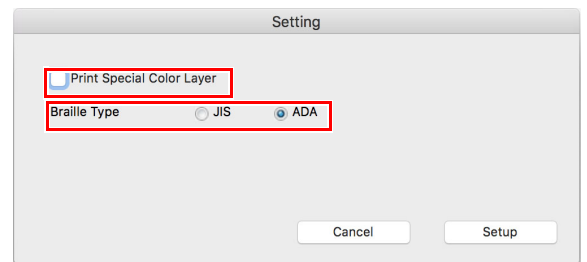 Setting
Print Special Color Layer
Braille Type JIS ADA
Cancel Setup